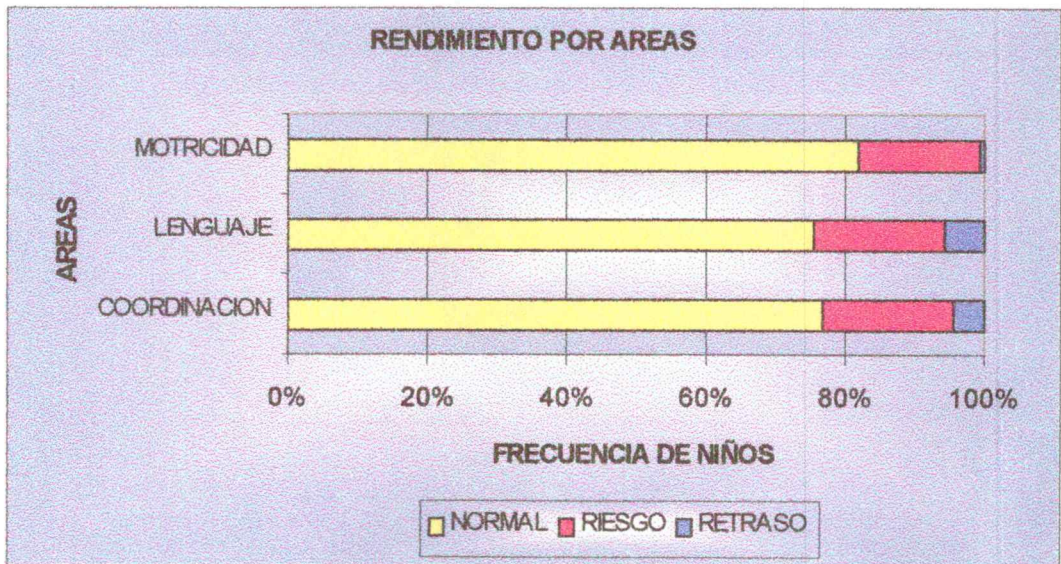 RENDIMIENTO POR AREAS
AREAS
MOTRICIDAD
LENGUAJE
COORDINACION
0% 20% 40% 60% 80% 100%
FRECUENCIA DE NIÑOS
NORMAL RIESGO RETRASO